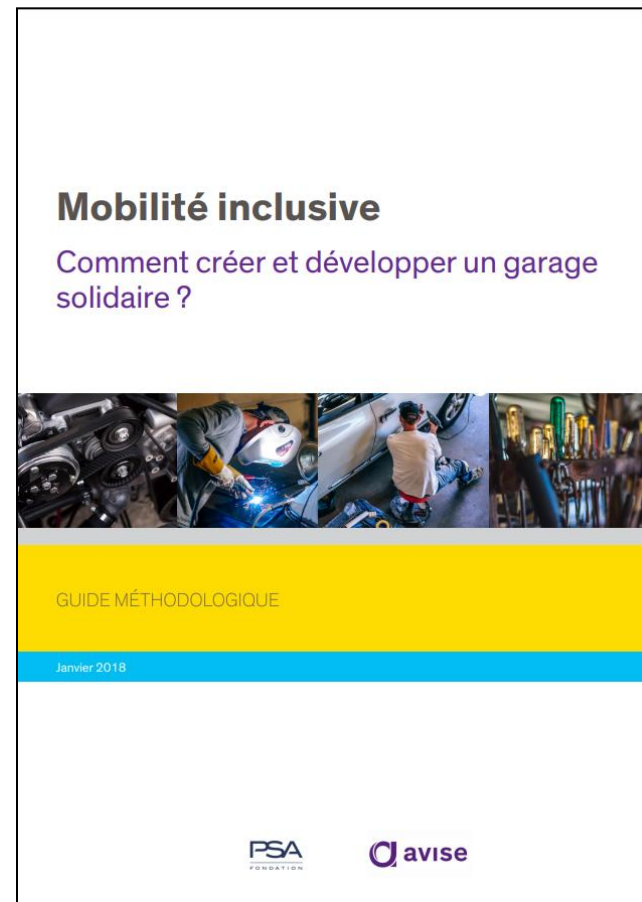 Mobilité inclusive
Comment créer et développer un garage
solidaire ?
GUIDE MÉTHODOLOGIQUE
Janvier 2018
PSA
FONDATION
avise